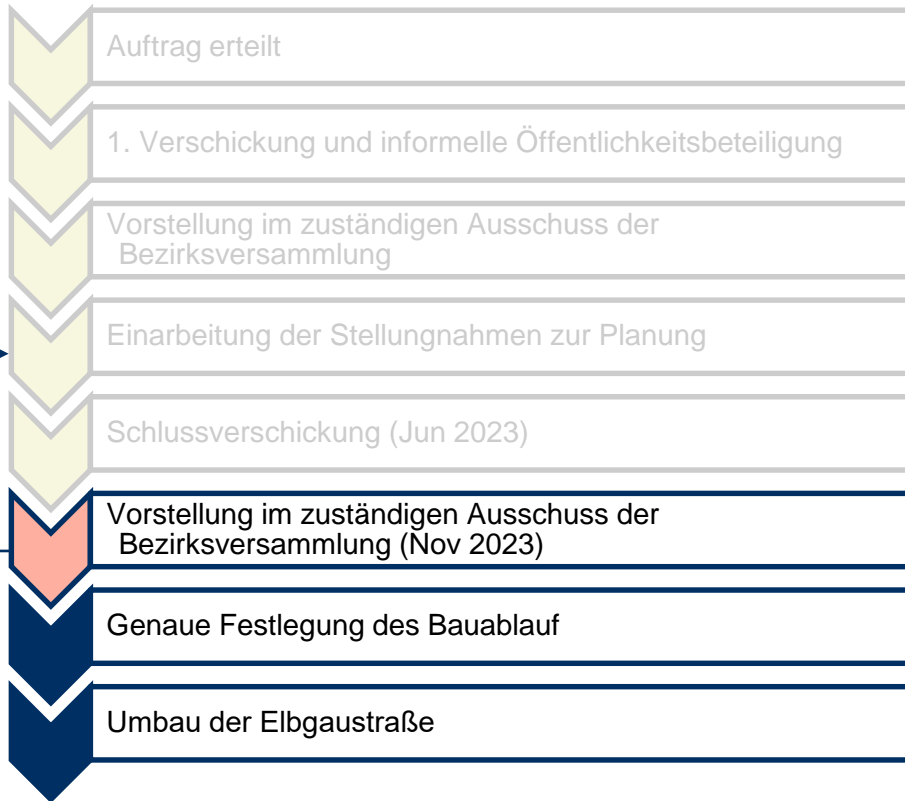 Auftrag erteilt
1. Verschickung und informelle Öffentlichkeitsbeteiligung
Vorstellung im zuständigen Ausschuss der
Bezirksversammlung
Einarbeitung der Stellungnahmen zur Planung
Schlussverschickung (Jun 2023)
Vorstellung im zuständigen Ausschuss der
Bezirksversammlung (Nov 2023)
Genaue Festlegung des Bauablauf
Umbau der Elbgaustraße